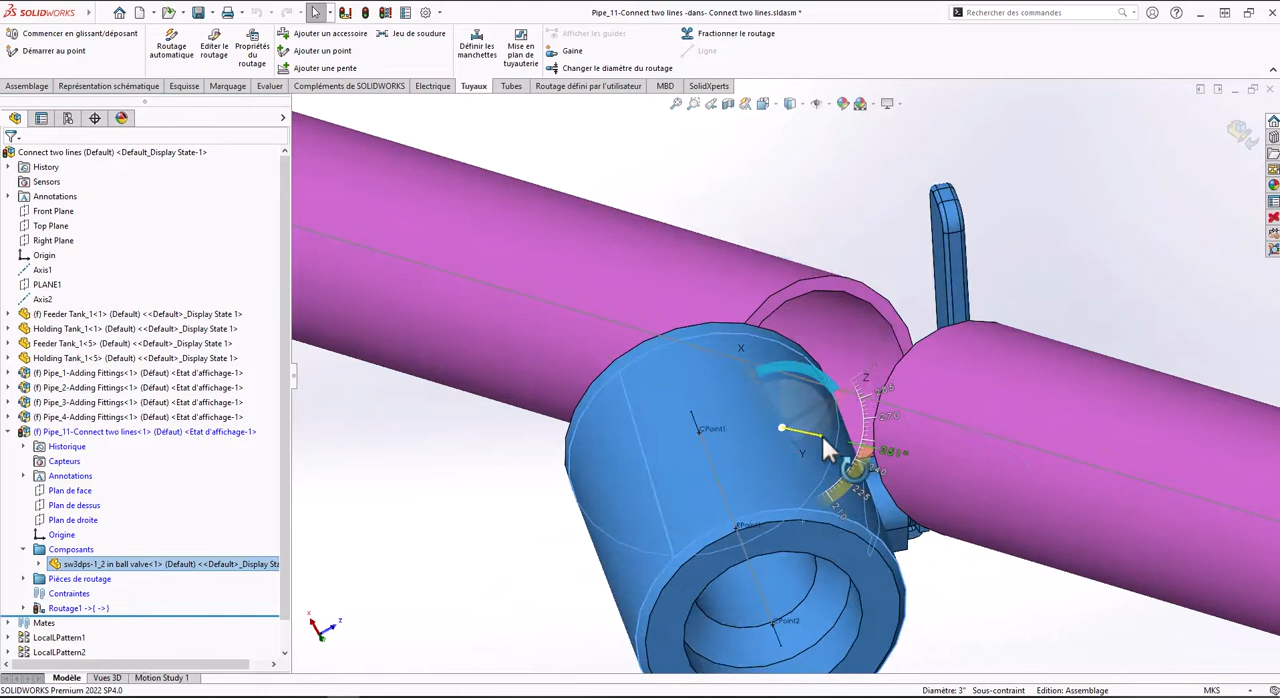 SOLIDWORKS
Pipe_11-Connect two lines -dans- Connect two lines.sldasm *
Rechercher des commandes
Commencer en glissant/déposant
Démarrer au point
Routage automatique
Editer le routage
Propriétés du routage
Ajouter un accessoire
Ajouter un point
Ajouter une pente
Jeu de soudure
Définir les manchettes
Mise en plan de tuyauterie
Afficher les guides
Gaine
Changer le diamètre du routage
Fractionner le routage
Ligne
Assemblage
Représentation schématique
Esquisse
Marquage
Evaluer
Compléments de SOLIDWORKS
Electrique
Tuyaux
Tubes
Routage défini par l'utilisateur
MBD
SolidXperts
Connect two lines (Default) <Default_Display State-1>
History
Sensors
Annotations
Front Plane
Top Plane
Right Plane
Origin
Axis1
PLANE1
Axis2
(f) Feeder Tank_1<1> (Default) <<Default>_Display State 1>
(f) Holding Tank_1<1> (Default) <<Default>_Display State 1>
Feeder Tank_1<5> (Default) <<Default>_Display State 1>
(f) Holding Tank_1<5> (Default) <<Default>_Display State 1>
(f) Pipe_1-Adding Fittings<1> (Défaut) <Etat d'affichage-1>
(f) Pipe_2-Adding Fittings<1> (Défaut) <Etat d'affichage-1>
(f) Pipe_3-Adding Fittings<1> (Défaut) <Etat d'affichage-1>
(f) Pipe_4-Adding Fittings<1> (Défaut) <Etat d'affichage-1>
(f) Pipe_11-Connect two lines<1> (Défaut) <Etat d'affichage-1>
Historique
Capteurs
Annotations
Plan de face
Plan de dessus
Plan de droite
Origine
Composants
sw3dps-1_2 in ball valve<1> (Default) <<Default>_Display Sta
Pièces de routage
Contraintes
Routage1 ->{ ->}
Mates
LocalLPattern1
LocalLPattern2
X
Z
Y
285
270
240
225
210
CPoint1
RPoint1
CPoint2
x
z
Modèle
Vues 3D
Motion Study 1
SOLIDWORKS Premium 2022 SP4.0
Diamètre: 3"
Sous-contraint
Edition: Assemblage
MKS